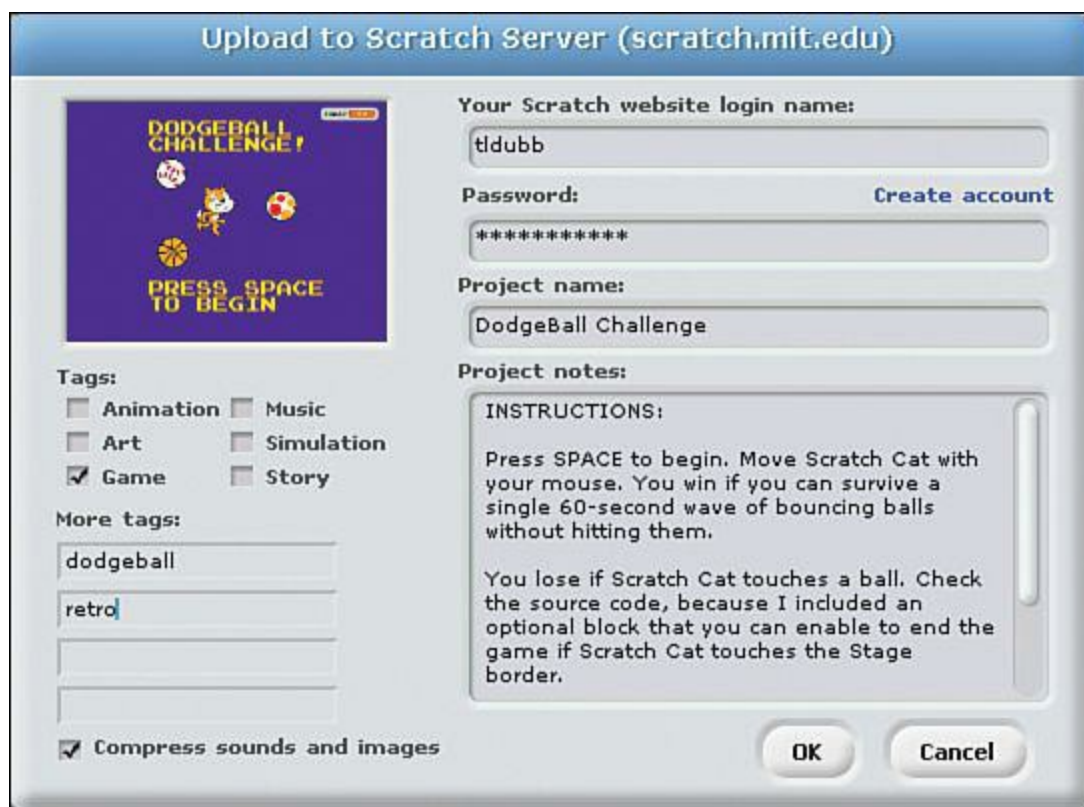 Upload to Scratch Server (scratch.mit.edu)
DODGEBALL
CHALLENGE!
PRESS SPACE
TO BEGIN
Your Scratch website login name:
tldubb
Password:
Create account
***********
Project name:
DodgeBall Challenge
Project notes:
INSTRUCTIONS:
Press SPACE to begin. Move Scratch Cat with
your mouse. You win if you can survive a
single 60-second wave of bouncing balls
without hitting them.
You lose if Scratch Cat touches a ball. Check
the source code, because I included an
optional block that you can enable to end the
game if Scratch Cat touches the Stage
border.
Tags:
Animation
Music
Art
Simulation
Game
Story
More tags:
dodgeball
retro
Compress sounds and images
OK
Cancel